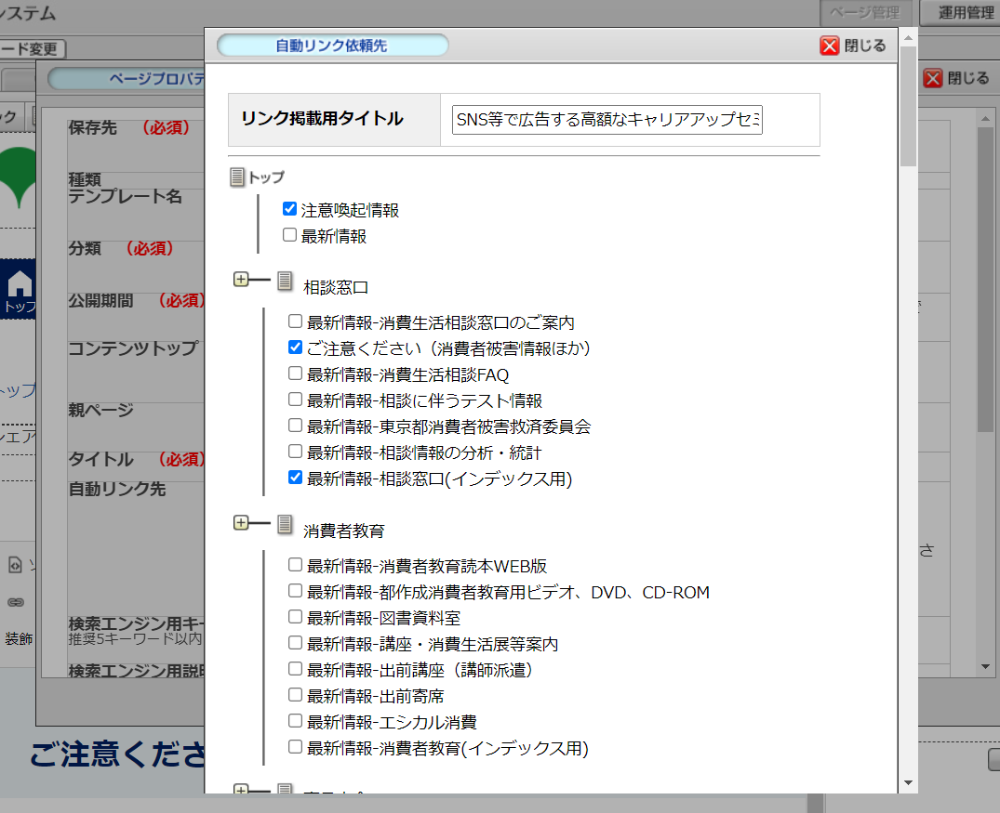 システム
ページ管理
運用管理
ード変更
自動リンク依頼先
閉じる
ページプロパテ
閉じる
ック
リンク掲載用タイトル
SNS等で広告する高額なキャリアアップセミ
保存先 (必須)
トップ
種類
テンプレート名
注意喚起情報
最新情報
分類 (必須)
相談窓口
公開期間 (必須)
トップ
最新情報-消費生活相談窓口のご案内
コンテンツトップ
ご注意ください（消費者被害情報ほか）
最新情報-消費生活相談FAQ
トップ
最新情報-相談に伴うテスト情報
親ページ
最新情報-東京都消費者被害救済委員会
シェア
最新情報-相談情報の分析・統計
タイトル (必須)
最新情報-相談窓口(インデックス用)
自動リンク先
消費者教育
さ
最新情報-消費者教育読本WEB版
最新情報-都作成消費者教育用ビデオ、DVD、CD-ROM
最新情報-図書資料室
検索エンジン用キー
推奨5キーワード以内
装飾
最新情報-講座・消費生活展等案内
最新情報-出前講座（講師派遣）
検索エンジン用説明
最新情報-出前寄席
最新情報-エシカル消費
最新情報-消費者教育(インデックス用)
ご注意くださ